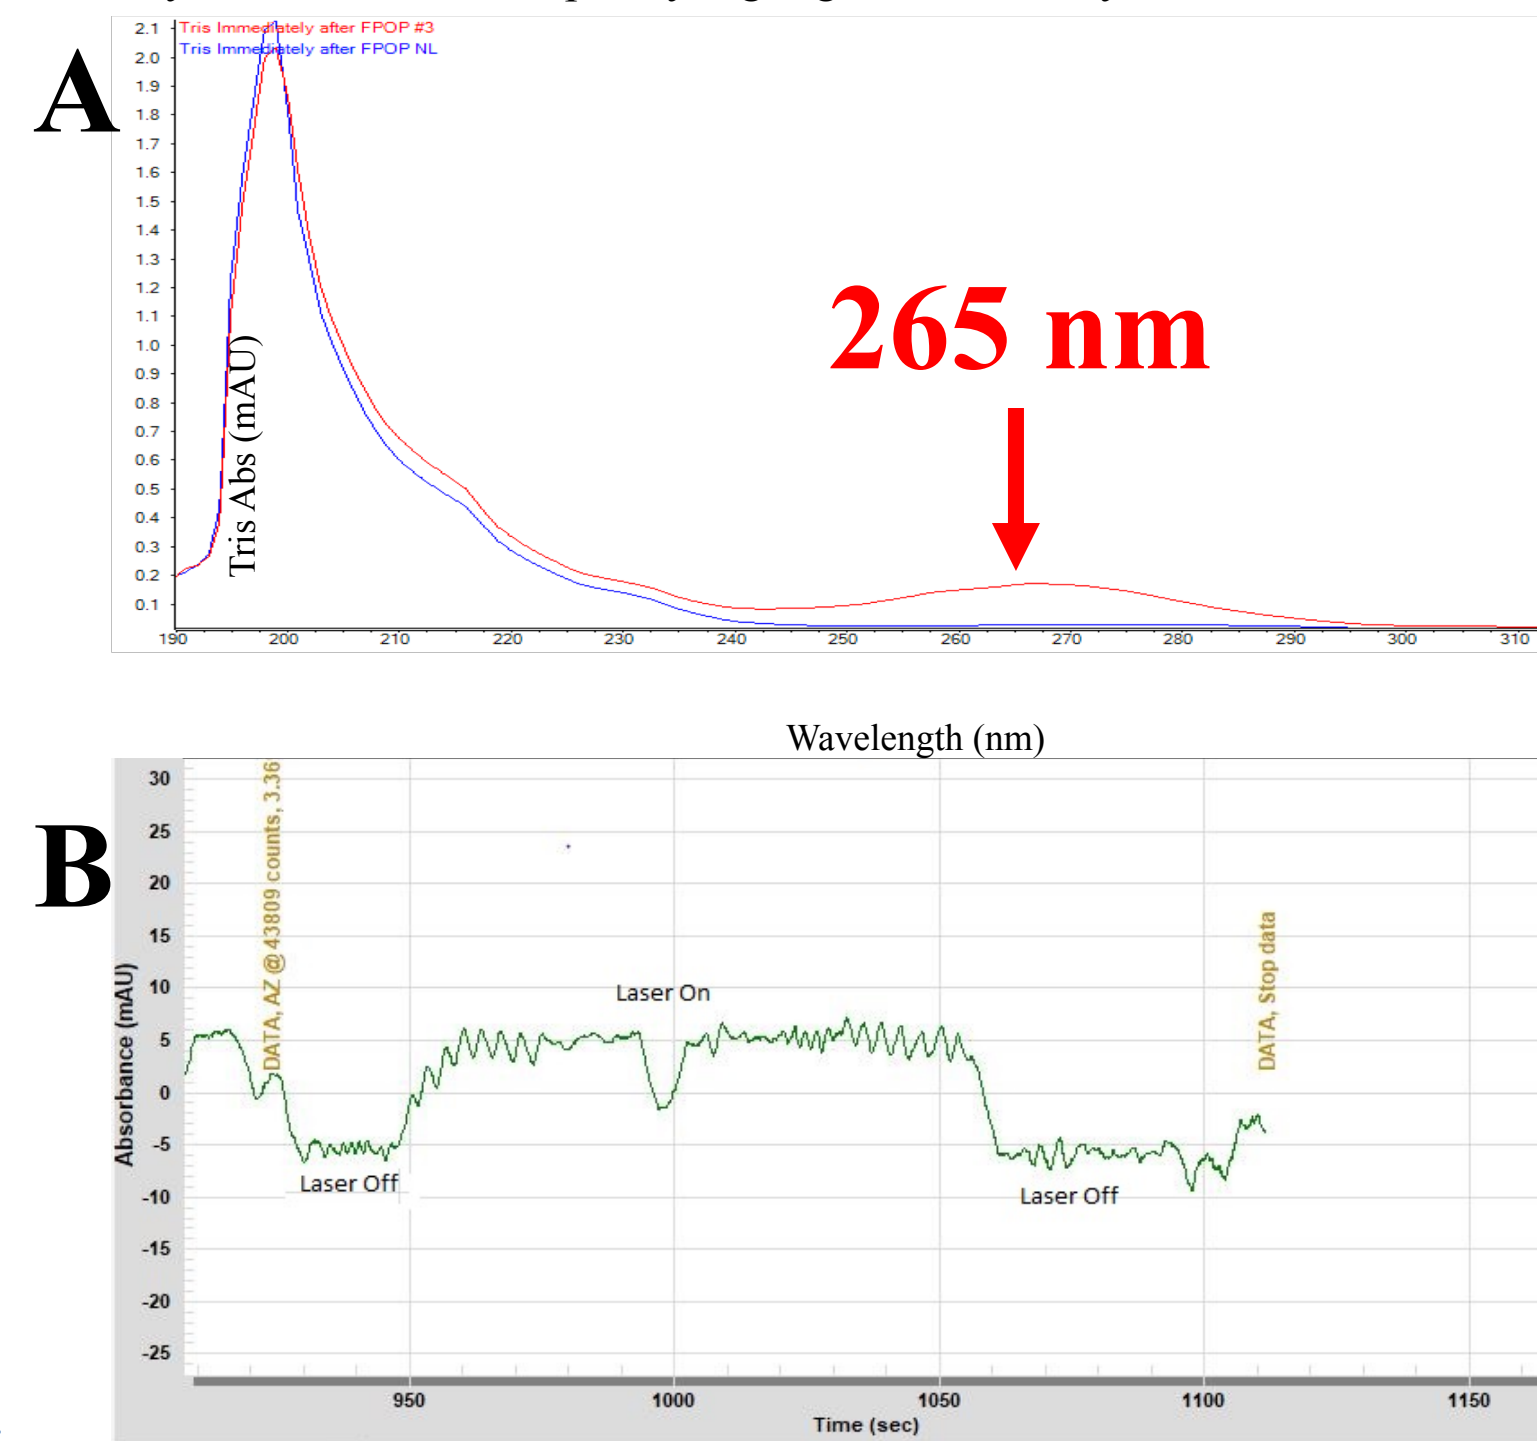 A
Tris Immediately after FPOP #3
Tris Immediately after FPOP NL
2.1
2.0
1.9
1.8
1.7
1.6
1.5
1.4
1.3
1.2
1.1
1.0
0.9
0.8
0.7
0.6
0.5
0.4
0.3
0.2
0.1
Tris Abs (mAU)
265 nm
190 200 210 220 230 240 250 260 270 280 290 300 310
Wavelength (nm)
B
30
25
20
15
10
5
0
-5
-10
-15
-20
-25
Absorbance (mAU)
DATA, AZ @ 43809 counts, 3.36
Laser Off
Laser On
Laser Off
DATA, Stop data
950 1000 1050 1100 1150
Time (sec)